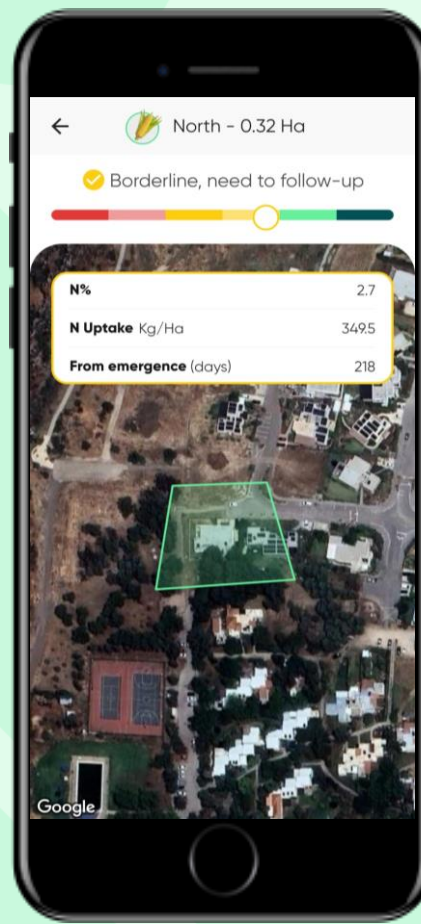 North - 0.32 Ha
Borderline, need to follow-up
N% 2.7
N Uptake Kg/Ha 349.5
From emergence (days) 218
Google